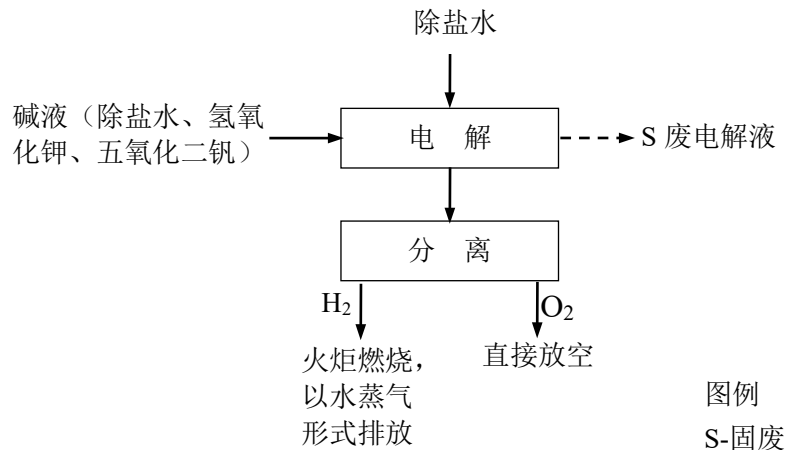 除盐水
碱液（除盐水、氢氧
化钾、五氧化二钒）
电 解
S 废电解液
分 离
H2
O2
火炬燃烧，
以水蒸气
形式排放
直接放空
图例
S-固废